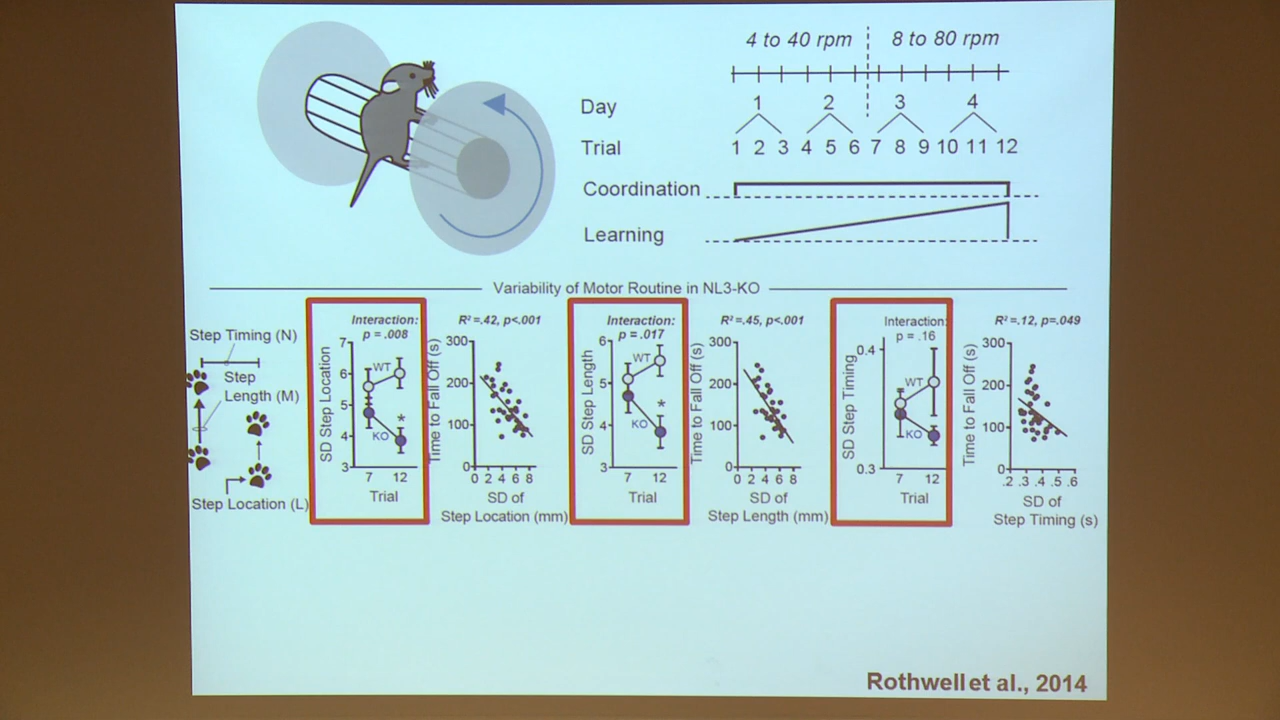 4 to 40 rpm 8 to 80 rpm
Day 1 2 3 4
Trial 1 2 3 4 5 6 7 8 9 10 11 12
Coordination
Learning
Variability of Motor Routine in NL3-KO
Step Timing (N)
Step
Length (M)
Step Location (L)
Interaction:
p = .008
SD Step Location
7
6
5
4
3
WT
*
KO
7 12
Trial
R²=.42, p<.001
Time to Fall Off (s)
300
200
100
0
0 2 4 6 8
SD of
Step Location (mm)
Interaction:
p = .017
SD Step Length
6
5
4
3
WT
*
KO
7 12
Trial
R²=.45, p<.001
Time to Fall Off (s)
300
200
100
0
0 2 4 6 8
SD of
Step Length (mm)
Interaction:
p = .16
SD Step Timing
0.4
0.3
WT
KO
7 12
Trial
R²=.12, p=.049
Time to Fall Off (s)
300
200
100
0
.2 .3 .4 .5 .6
SD of
Step Timing (s)
Rothwell et al., 2014